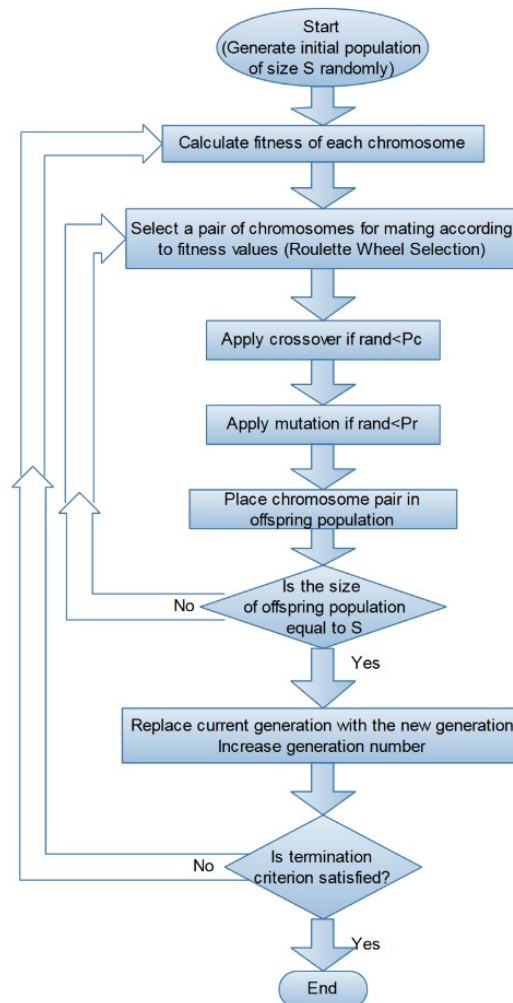 Start
(Generate initial population
of size S randomly)
Calculate fitness of each chromosome
Select a pair of chromosomes for mating according
to fitness values (Roulette Wheel Selection)
Apply crossover if rand<Pc
Apply mutation if rand<Pr
Place chromosome pair in
offspring population
Is the size
of offspring population
equal to S
No
Yes
Replace current generation with the new generation
Increase generation number
Is termination
criterion satisfied?
No
Yes
End